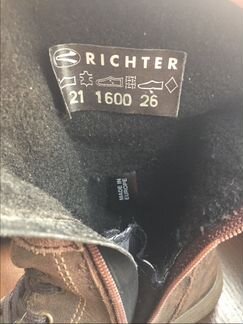 RICHTER
21 1600 26
MADE IN
EUROPE